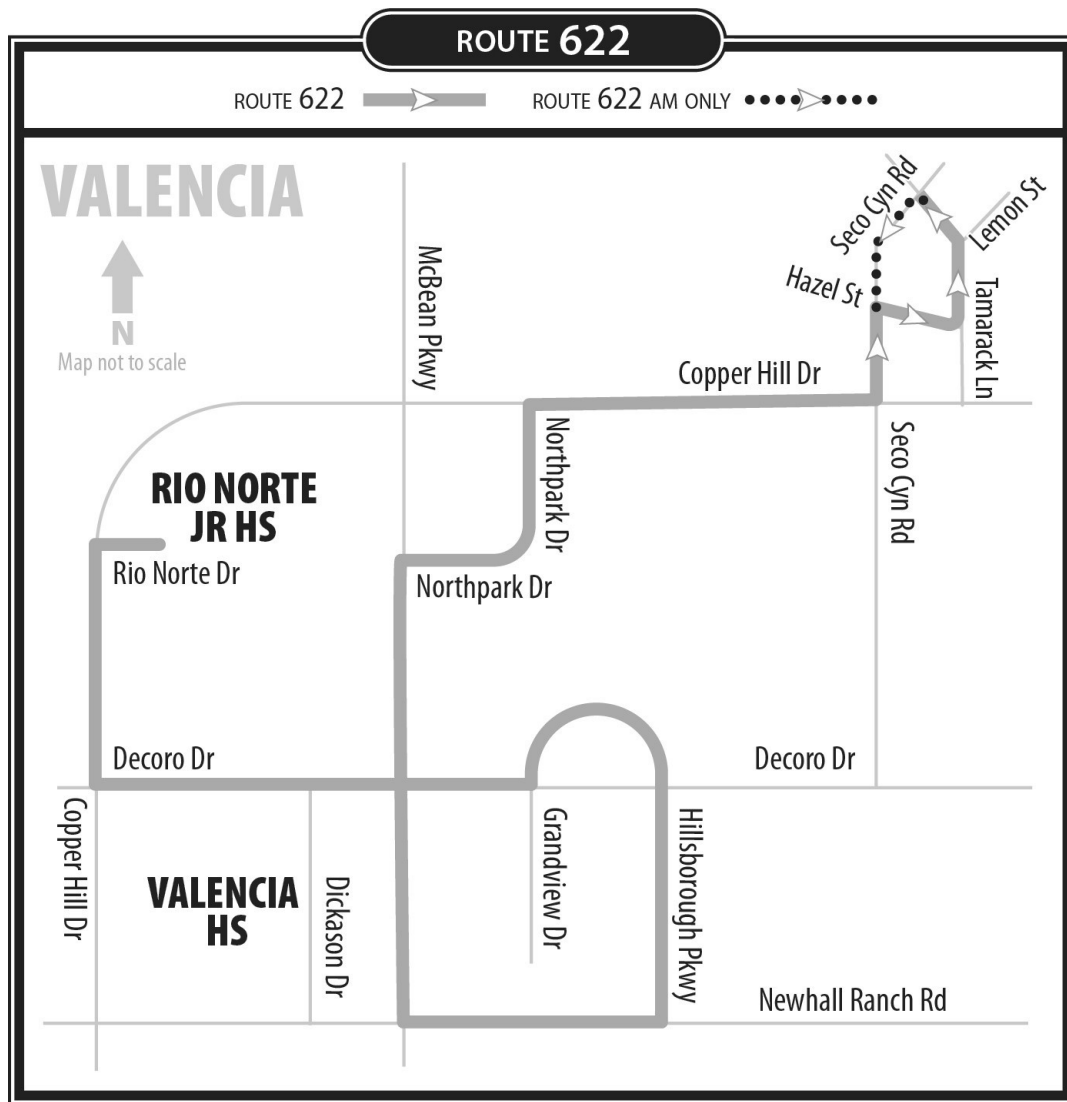 ROUTE 622
ROUTE 622
ROUTE 622 AM ONLY
VALENCIA
N
Map not to scale
McBean Pkwy
Seco Cyn Rd
Lemon St
Hazel St
Tamarack Ln
Copper Hill Dr
Northpark Dr
Seco Cyn Rd
RIO NORTE
JR HS
Rio Norte Dr
Northpark Dr
Decoro Dr
Decoro Dr
Copper Hill Dr
VALENCIA
HS
Dickason Dr
Grandview Dr
Hillsborough Pkwy
Newhall Ranch Rd